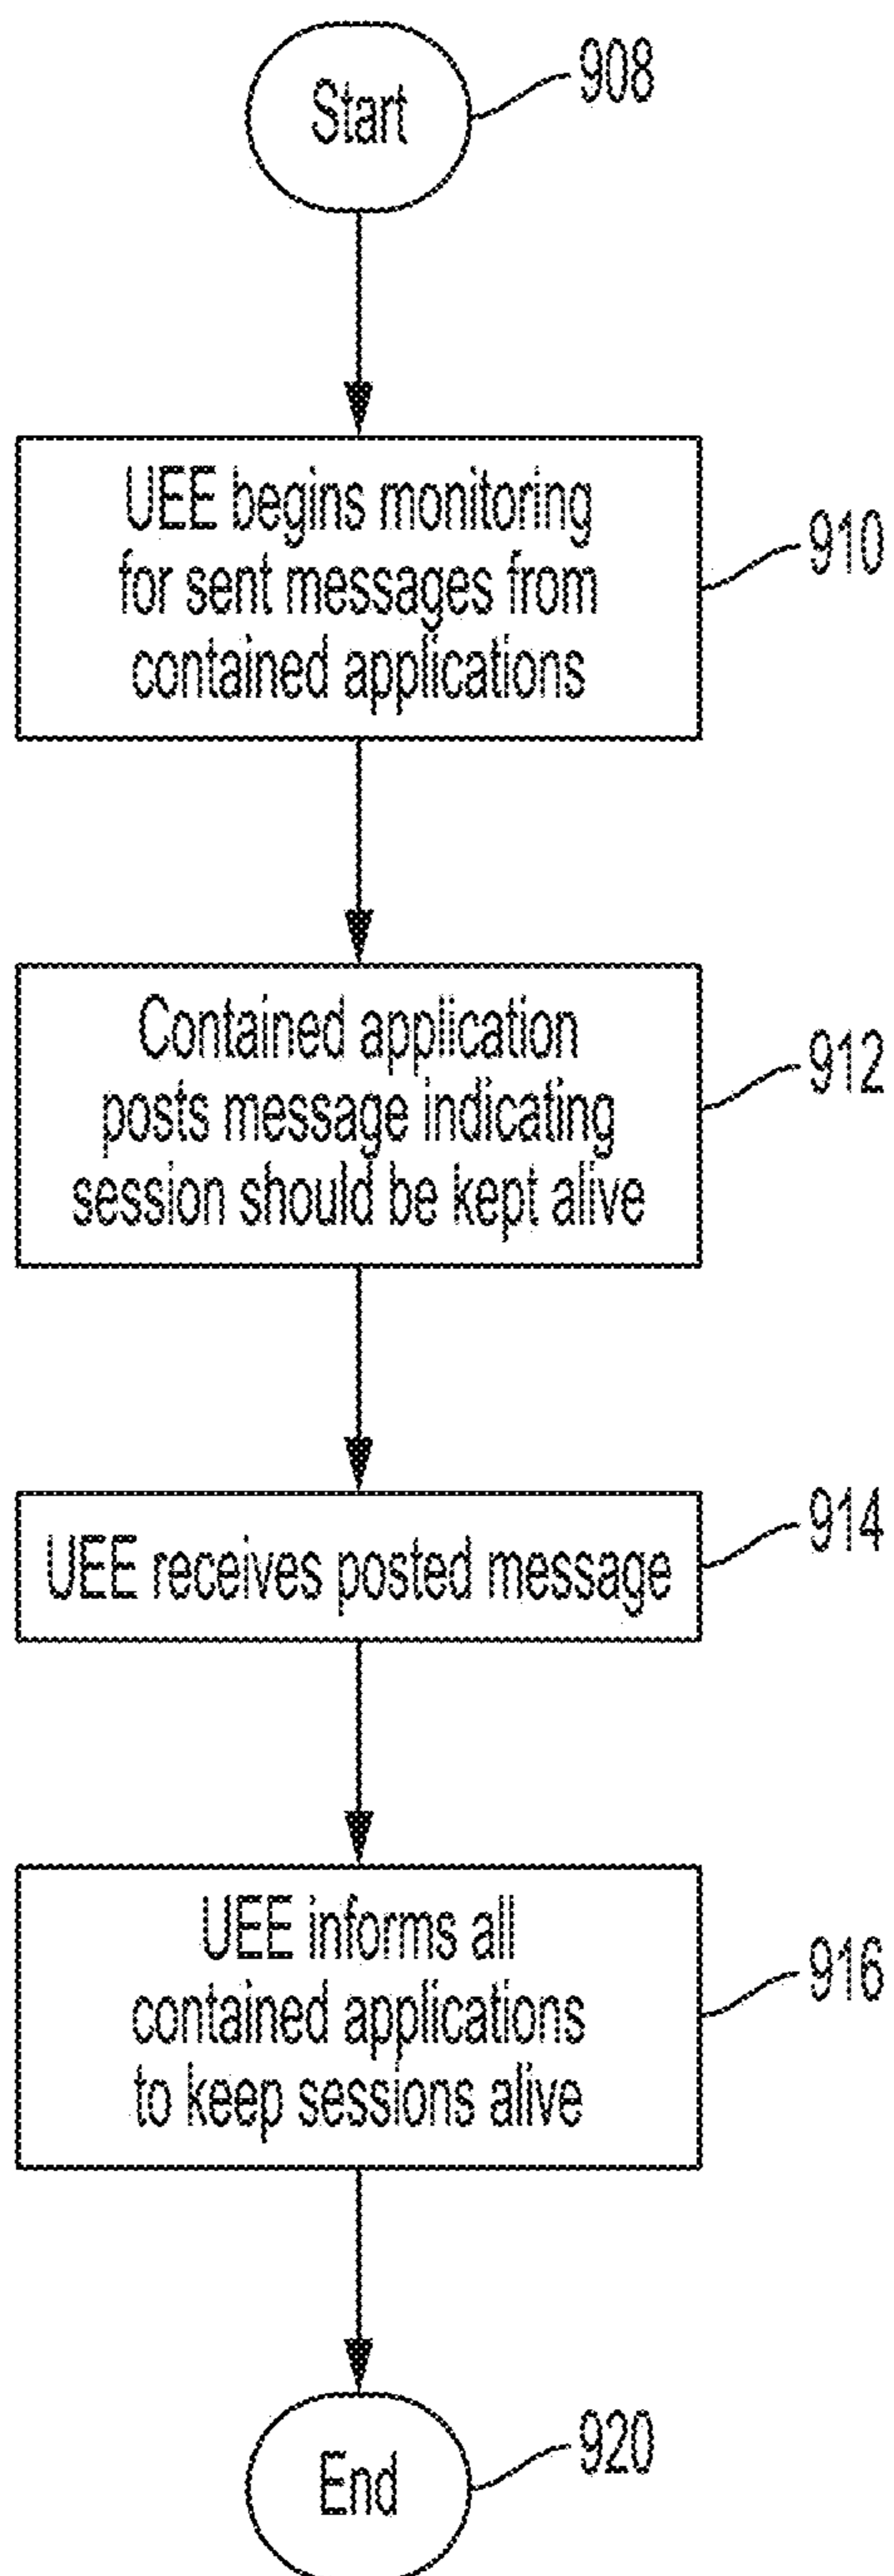 Start
908
UEE begins monitoring
for sent messages from
contained applications
910
Contained application
posts message indicating
session should be kept alive
912
UEE receives posted message
914
UEE informs all
contained applications
to keep sessions alive
916
End
920